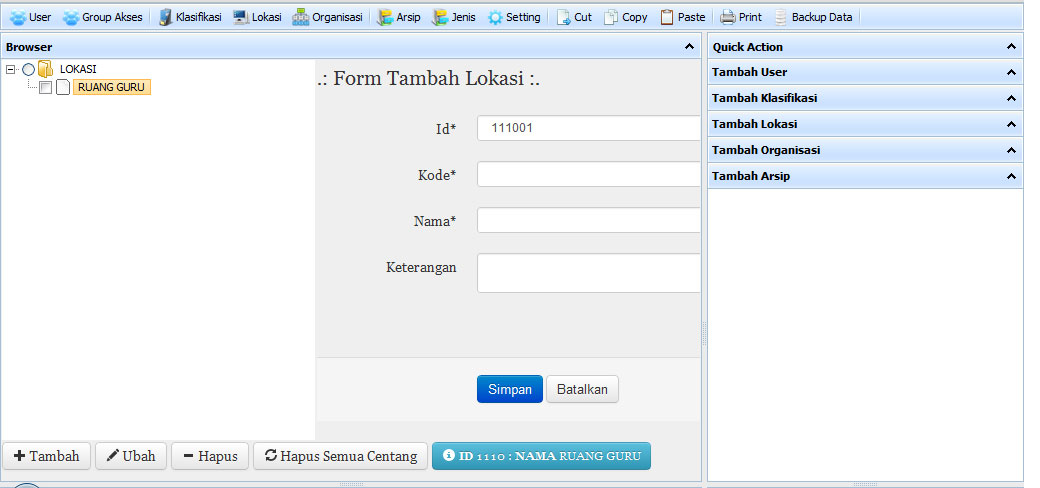 User Group Akses Klasifikasi Lokasi Organisasi Arsip Jenis Setting Cut Copy Paste Print Backup Data
Browser
LOKASI
RUANG GURU
.: Form Tambah Lokasi :.
Id* 111001
Kode*
Nama*
Keterangan
Simpan Batalkan
Tambah Ubah Hapus Hapus Semua Centang ID 1110 : NAMA RUANG GURU
Quick Action
Tambah User
Tambah Klasifikasi
Tambah Lokasi
Tambah Organisasi
Tambah Arsip